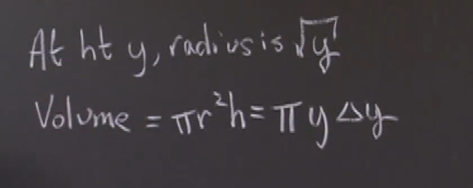 At ht y, radius is √y
Volume = πr²h = π y Δy